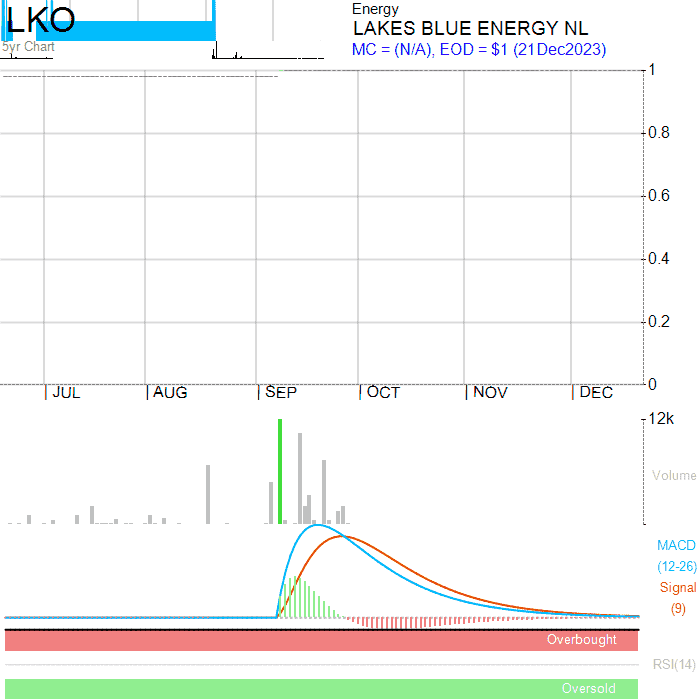 LKO
5yr Chart
Energy
LAKES BLUE ENERGY NL
MC = (N/A), EOD = $1 (21Dec2023)
1
0.8
0.6
0.4
0.2
0
JUL AUG SEP OCT NOV DEC
12k
Volume
MACD
(12-26)
Signal
(9)
Overbought
RSI(14)
Oversold